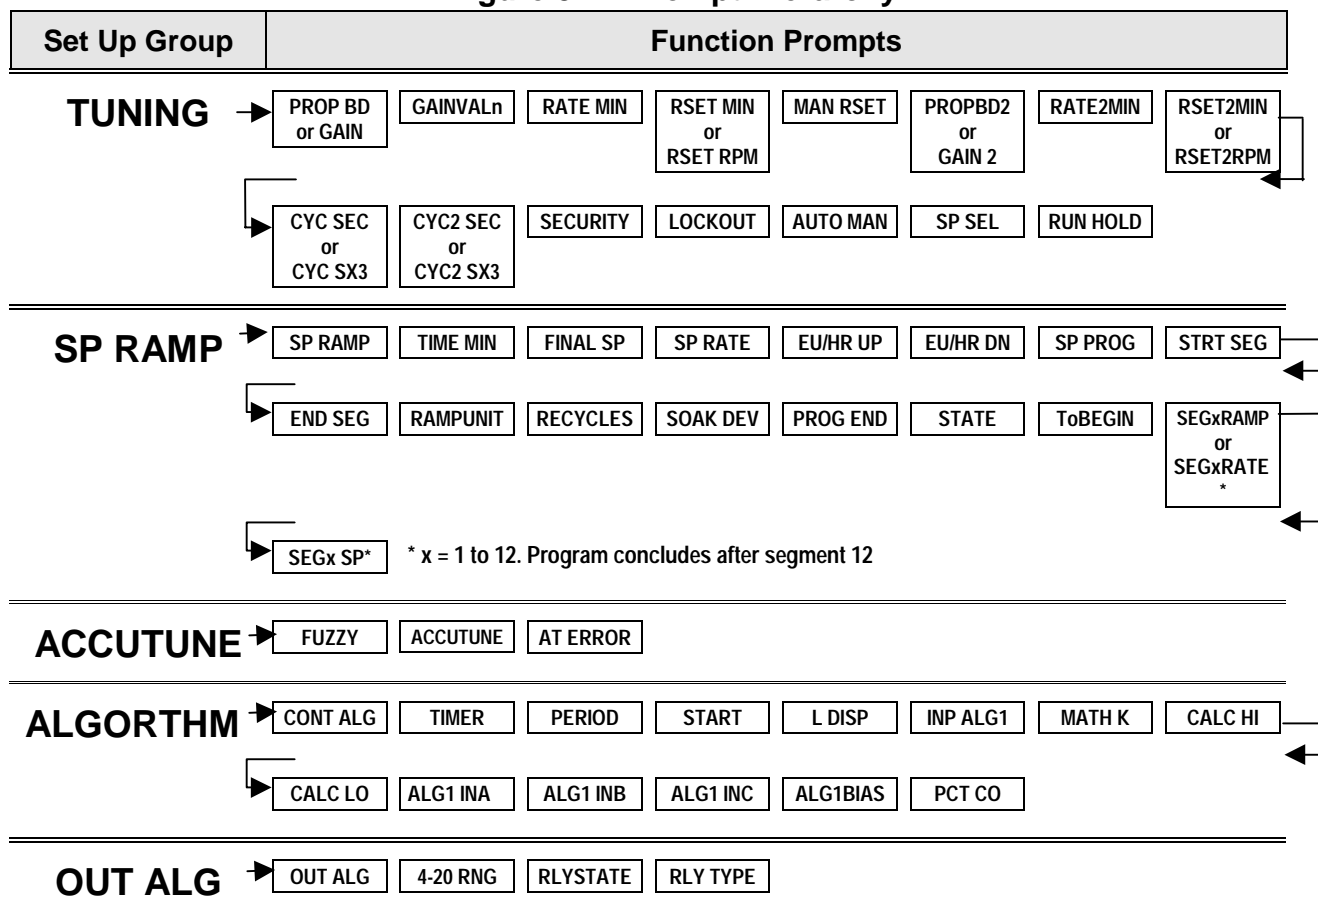 Set Up Group
Function Prompts
TUNING
PROP BD
or GAIN
GAINVALn
RATE MIN
RSET MIN
or
RSET RPM
MAN RSET
PROPBD2
or
GAIN 2
RATE2MIN
RSET2MIN
or
RSET2RPM
CYC SEC
or
CYC SX3
CYC2 SEC
or
CYC2 SX3
SECURITY
LOCKOUT
AUTO MAN
SP SEL
RUN HOLD
SP RAMP
SP RAMP
TIME MIN
FINAL SP
SP RATE
EU/HR UP
EU/HR DN
SP PROG
STRT SEG
END SEG
RAMPUNIT
RECYCLES
SOAK DEV
PROG END
STATE
ToBEGIN
SEGxRAMP
or
SEGxRATE
*
SEGx SP*
* x = 1 to 12. Program concludes after segment 12
ACCUTUNE
FUZZY
ACCUTUNE
AT ERROR
ALGORTHM
CONT ALG
TIMER
PERIOD
START
L DISP
INP ALG1
MATH K
CALC HI
CALC LO
ALG1 INA
ALG1 INB
ALG1 INC
ALG1BIAS
PCT CO
OUT ALG
OUT ALG
4-20 RNG
RLYSTATE
RLY TYPE